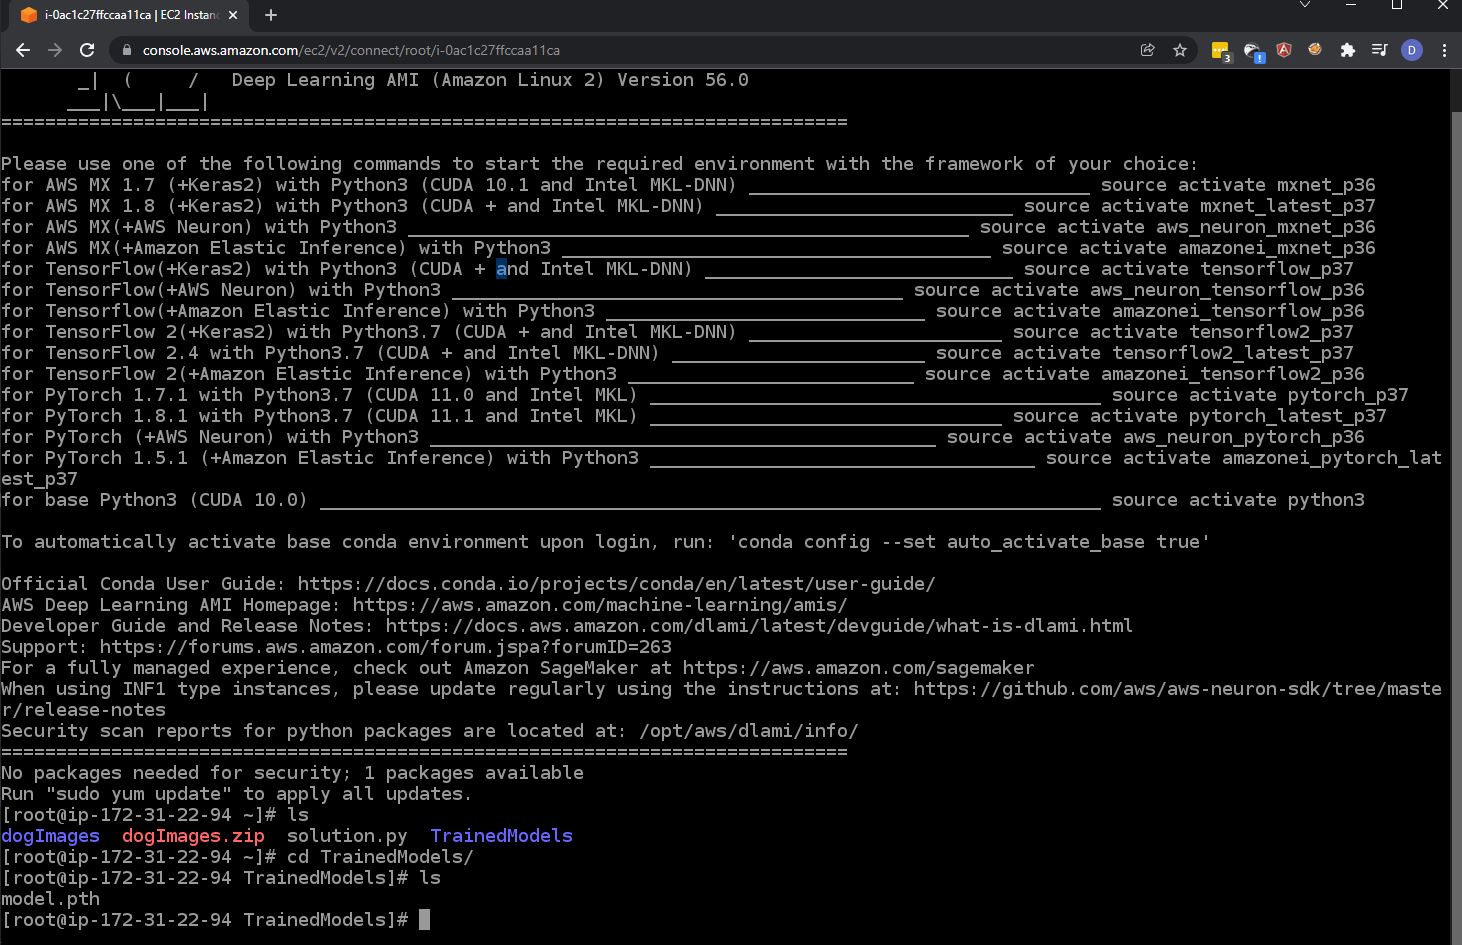 i-0ac1c27ffccaa11ca | EC2 Instanc
console.aws.amazon.com/ec2/v2/connect/root/i-0ac1c27ffccaa11ca
3
!
D
_|  (     /   Deep Learning AMI (Amazon Linux 2) Version 56.0
___|\___|___|
=============================================================================
Please use one of the following commands to start the required environment with the framework of your choice:
for AWS MX 1.7 (+Keras2) with Python3 (CUDA 10.1 and Intel MKL-DNN) _______________________________ source activate mxnet_p36
for AWS MX 1.8 (+Keras2) with Python3 (CUDA + and Intel MKL-DNN) ___________________________ source activate mxnet_latest_p37
for AWS MX(+AWS Neuron) with Python3 ___________________________________________________ source activate aws_neuron_mxnet_p36
for AWS MX(+Amazon Elastic Inference) with Python3 _______________________________________ source activate amazonei_mxnet_p36
for TensorFlow(+Keras2) with Python3 (CUDA + and Intel MKL-DNN) ____________________________ source activate tensorflow_p37
for TensorFlow(+AWS Neuron) with Python3 _________________________________________ source activate aws_neuron_tensorflow_p36
for Tensorflow(+Amazon Elastic Inference) with Python3 _____________________________ source activate amazonei_tensorflow_p36
for TensorFlow 2(+Keras2) with Python3.7 (CUDA + and Intel MKL-DNN) _______________________ source activate tensorflow2_p37
for TensorFlow 2.4 with Python3.7 (CUDA + and Intel MKL-DNN) _______________________ source activate tensorflow2_latest_p37
for TensorFlow 2(+Amazon Elastic Inference) with Python3 __________________________ source activate amazonei_tensorflow2_p36
for PyTorch 1.7.1 with Python3.7 (CUDA 11.0 and Intel MKL) _________________________________________ source activate pytorch_p37
for PyTorch 1.8.1 with Python3.7 (CUDA 11.1 and Intel MKL) ________________________________ source activate pytorch_latest_p37
for PyTorch (+AWS Neuron) with Python3 ______________________________________________ source activate aws_neuron_pytorch_p36
for PyTorch 1.5.1 (+Amazon Elastic Inference) with Python3 ___________________________________ source activate amazonei_pytorch_lat
est_p37
for base Python3 (CUDA 10.0) _______________________________________________________________________ source activate python3
To automatically activate base conda environment upon login, run: 'conda config --set auto_activate_base true'
Official Conda User Guide: https://docs.conda.io/projects/conda/en/latest/user-guide/
AWS Deep Learning AMI Homepage: https://aws.amazon.com/machine-learning/amis/
Developer Guide and Release Notes: https://docs.aws.amazon.com/dlami/latest/devguide/what-is-dlami.html
Support: https://forums.aws.amazon.com/forum.jspa?forumID=263
For a fully managed experience, check out Amazon SageMaker at https://aws.amazon.com/sagemaker
When using INF1 type instances, please update regularly using the instructions at: https://github.com/aws/aws-neuron-sdk/tree/maste
r/release-notes
Security scan reports for python packages are located at: /opt/aws/dlami/info/
=============================================================================
No packages needed for security; 1 packages available
Run "sudo yum update" to apply all updates.
[root@ip-172-31-22-94 ~]# ls
dogImages  dogImages.zip  solution.py  TrainedModels
[root@ip-172-31-22-94 ~]# cd TrainedModels/
[root@ip-172-31-22-94 TrainedModels]# ls
model.pth
[root@ip-172-31-22-94 TrainedModels]#